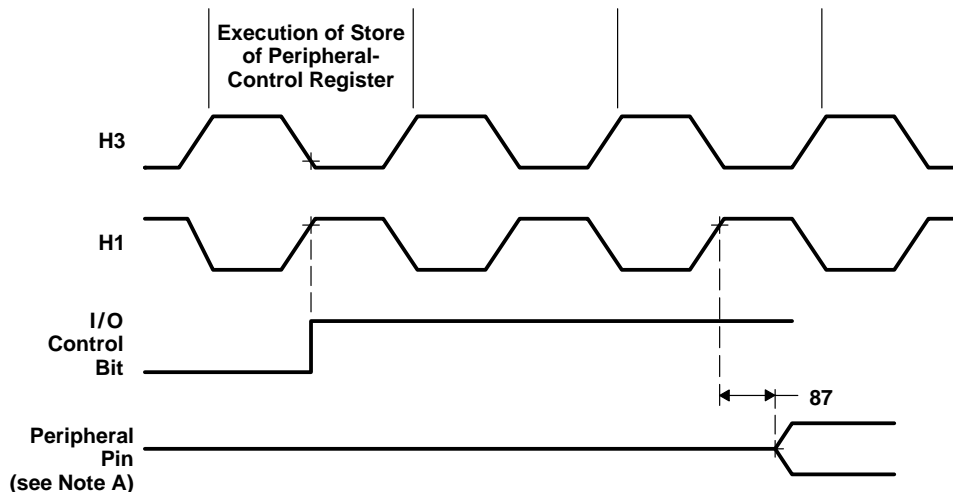 Execution of Store
of Peripheral-
Control Register
H3
H1
I/O
Control
Bit
87
Peripheral
Pin
(see Note A)